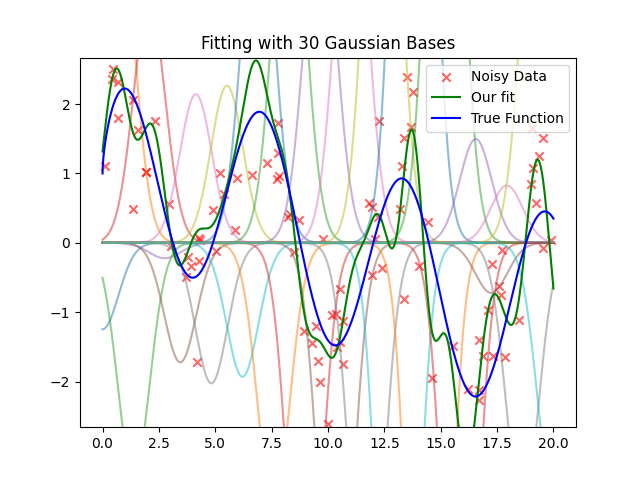 Fitting with 30 Gaussian Bases
Noisy Data
Our fit
True Function
2
1
0
−1
−2
0.0 2.5 5.0 7.5 10.0 12.5 15.0 17.5 20.0